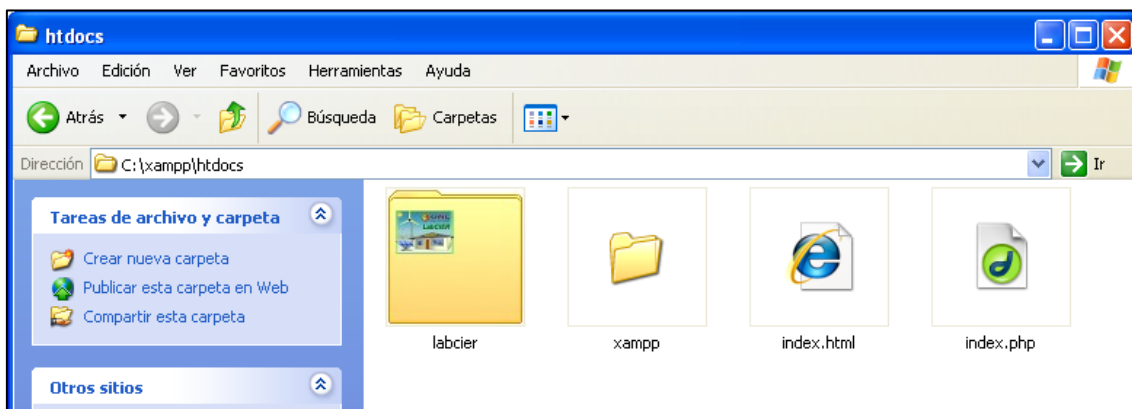 htdocs
Archivo Edición Ver Favoritos Herramientas Ayuda
Atrás Búsqueda Carpetas
Dirección C:\xampp\htdocs Ir
Tareas de archivo y carpeta
Crear nueva carpeta
Publicar esta carpeta en Web
Compartir esta carpeta
Otros sitios
LABCIER
labcier
xampp
index.html
index.php